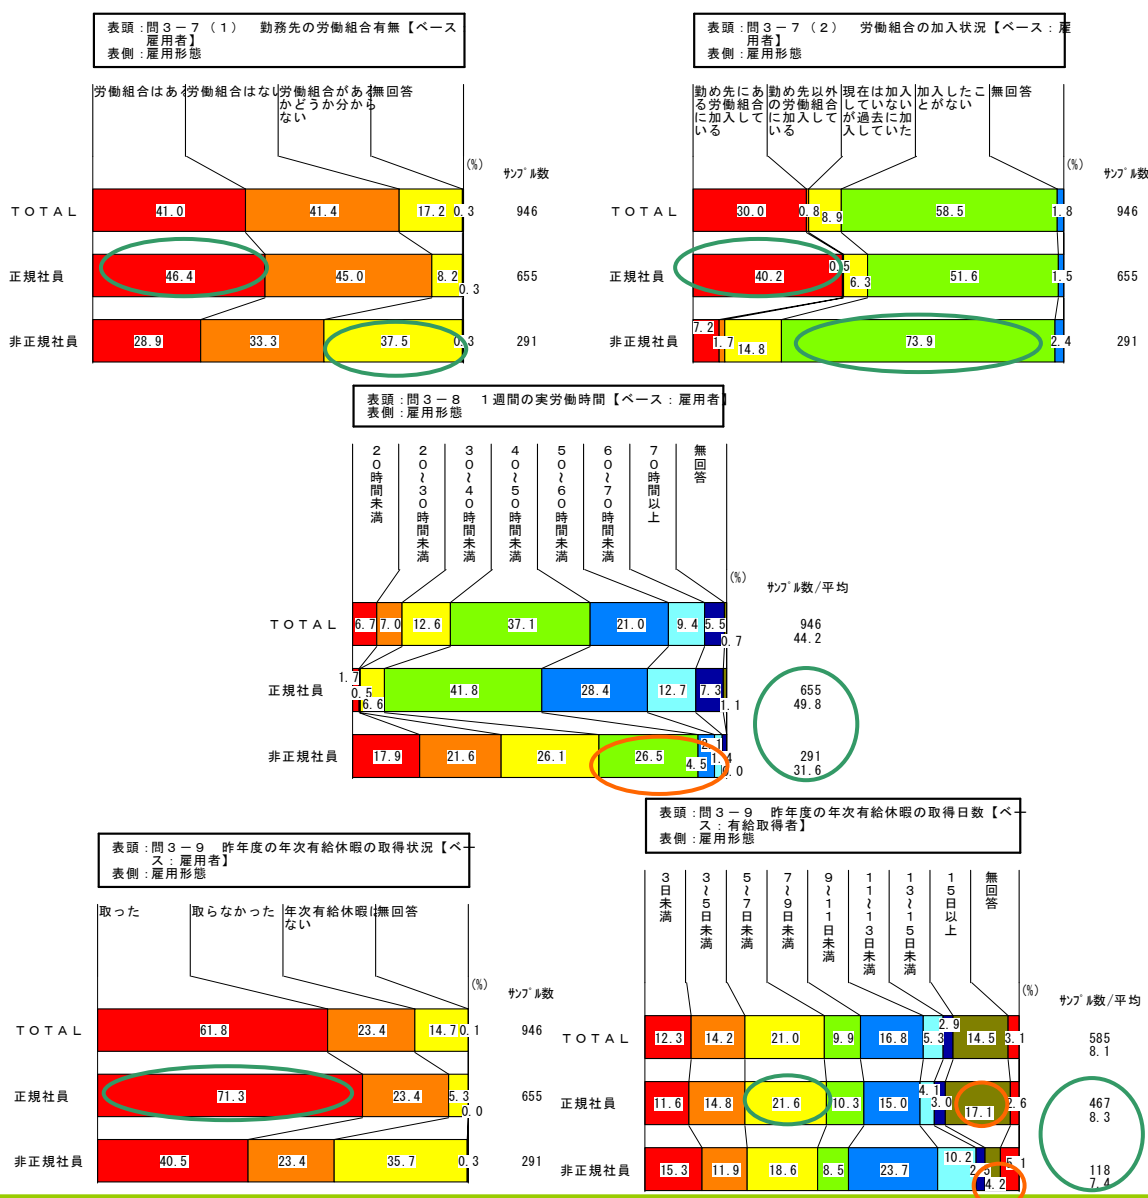 表頭：問３－７（１）　勤務先の労働組合有無【ベース：
雇用者】
表側：雇用形態
労働組合はある
労働組合はない
労働組合がある
かどうか分から
ない
無回答
(%)
ｻﾝﾌﾟﾙ数
ＴＯＴＡＬ 41.0 41.4 17.2 0.3 946
正規社員 46.4 45.0 8.2 0.3 655
非正規社員 28.9 33.3 37.5 0.3 291
表頭：問３－７（２）　労働組合の加入状況【ベース：雇
用者】
表側：雇用形態
勤め先にあ
る労働組合
に加入して
いる
勤め先以外
の労働組合
に加入して
いる
現在は加入
していない
が過去に加
入していた
加入したこ
とがない
無回答
(%)
ｻﾝﾌﾟﾙ数
ＴＯＴＡＬ 30.0 0.8 8.9 58.5 1.8 946
正規社員 40.2 0.5 6.3 51.6 1.5 655
非正規社員 7.2 1.7 14.8 73.9 2.4 291
表頭：問３－８　１週間の実労働時間【ベース：雇用者】
表側：雇用形態
２０時間未満
２０～３０時間未満
３０～４０時間未満
４０～５０時間未満
５０～６０時間未満
６０～７０時間未満
７０時間以上
無回答
(%)
ｻﾝﾌﾟﾙ数/平均
ＴＯＴＡＬ 6.7 7.0 12.6 37.1 21.0 9.4 5.5 0.7 946
44.2
正規社員 1.7 0.5 6.6 41.8 28.4 12.7 7.3 1.1 655
49.8
非正規社員 17.9 21.6 26.1 26.5 4.5 2.1 1.4 0.0 291
31.6
表頭：問３－９　昨年度の年次有給休暇の取得状況【ベー
ス：雇用者】
表側：雇用形態
取った
取らなかった
年次有給休暇は
ない
無回答
(%)
ｻﾝﾌﾟﾙ数
ＴＯＴＡＬ 61.8 23.4 14.7 0.1 946
正規社員 71.3 23.4 5.3 0.0 655
非正規社員 40.5 23.4 35.7 0.3 291
表頭：問３－９　昨年度の年次有給休暇の取得日数【ベー
ス：有給取得者】
表側：雇用形態
３日未満
３～５日未満
５～７日未満
７～９日未満
９～１１日未満
１１～１３日未満
１３～１５日未満
１５日以上
無回答
(%)
ｻﾝﾌﾟﾙ数/平均
ＴＯＴＡＬ 12.3 14.2 21.0 9.9 16.8 5.3 2.9 14.5 3.1 585
8.1
正規社員 11.6 14.8 21.6 10.3 15.0 4.1 3.0 17.1 2.6 467
8.3
非正規社員 15.3 11.9 18.6 8.5 23.7 10.2 2.5 4.2 5.1 118
7.4